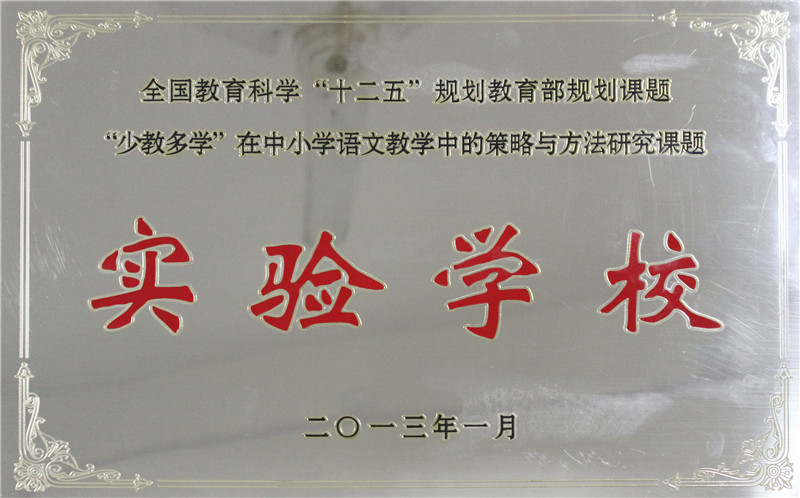 全国教育科学“十二五”规划教育部规划课题
“少教多学”在中小学语文教学中的策略与方法研究课题
实验学校
二〇一三年一月